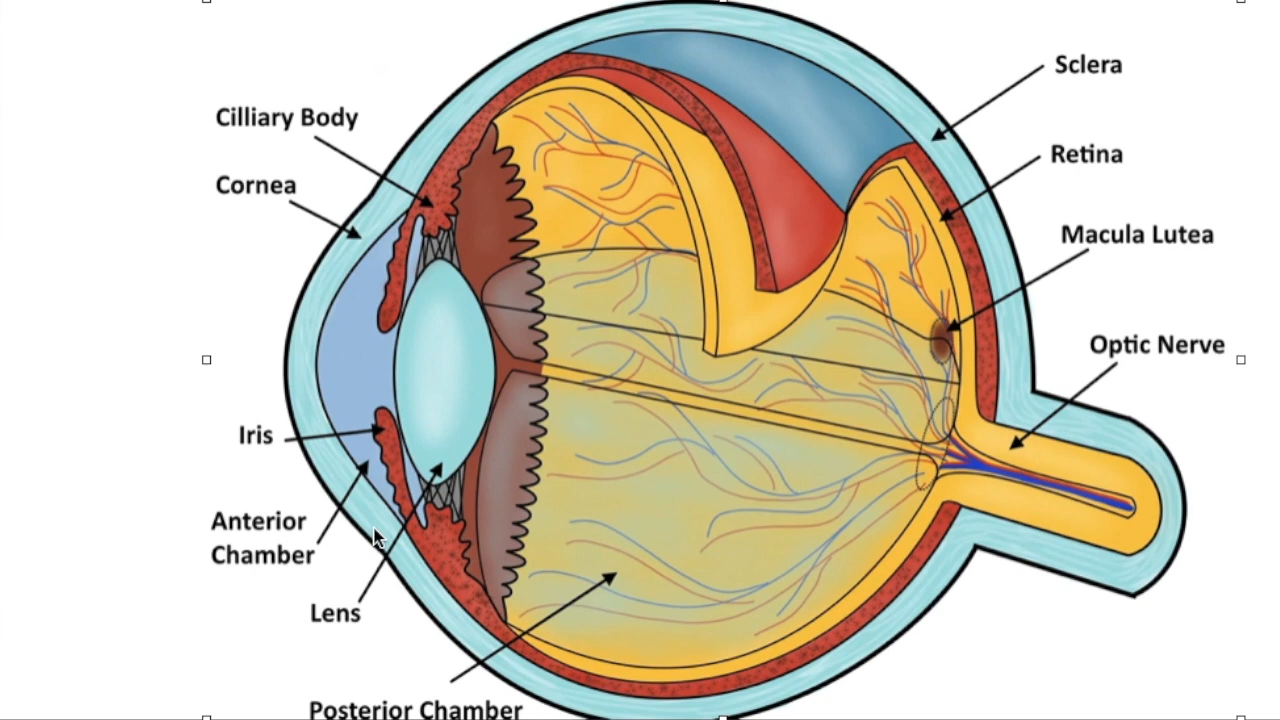 Sclera
Cilliary Body
Retina
Cornea
Macula Lutea
Optic Nerve
Iris
Anterior
Chamber
Lens
Posterior Chamber